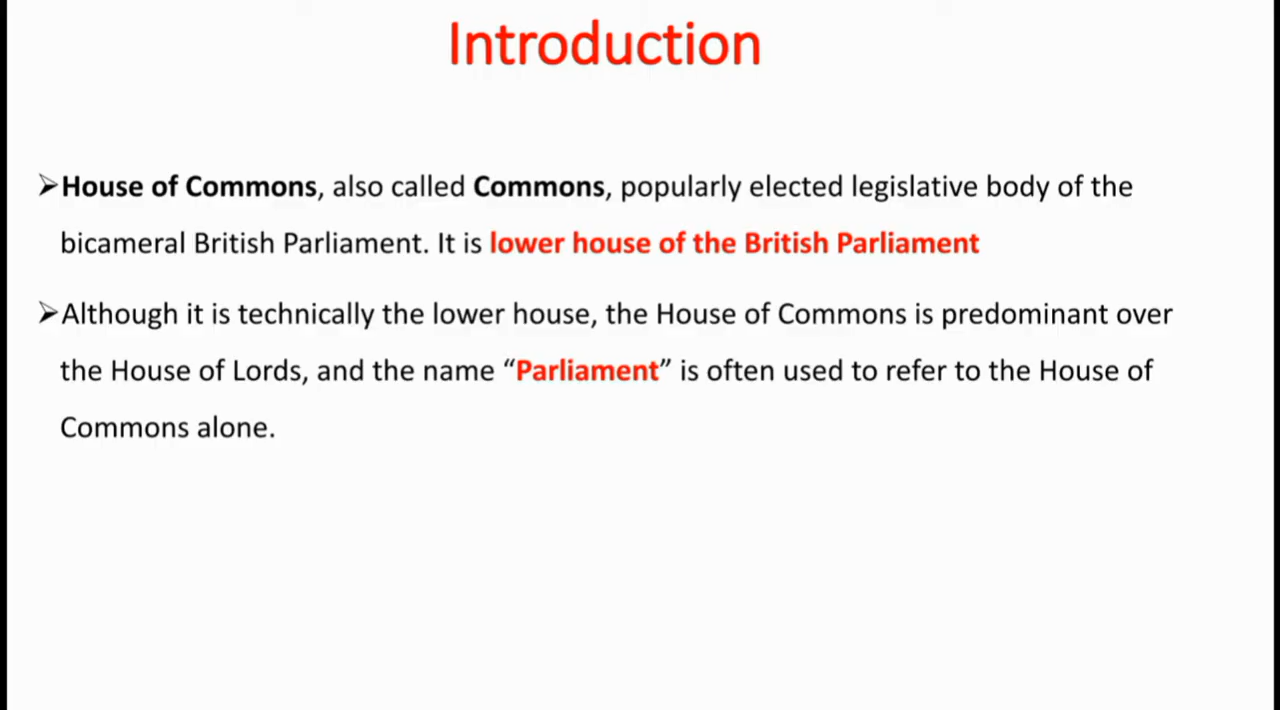 Introduction
➢House of Commons, also called Commons, popularly elected legislative body of the
bicameral British Parliament. It is lower house of the British Parliament
➢Although it is technically the lower house, the House of Commons is predominant over
the House of Lords, and the name “Parliament” is often used to refer to the House of
Commons alone.